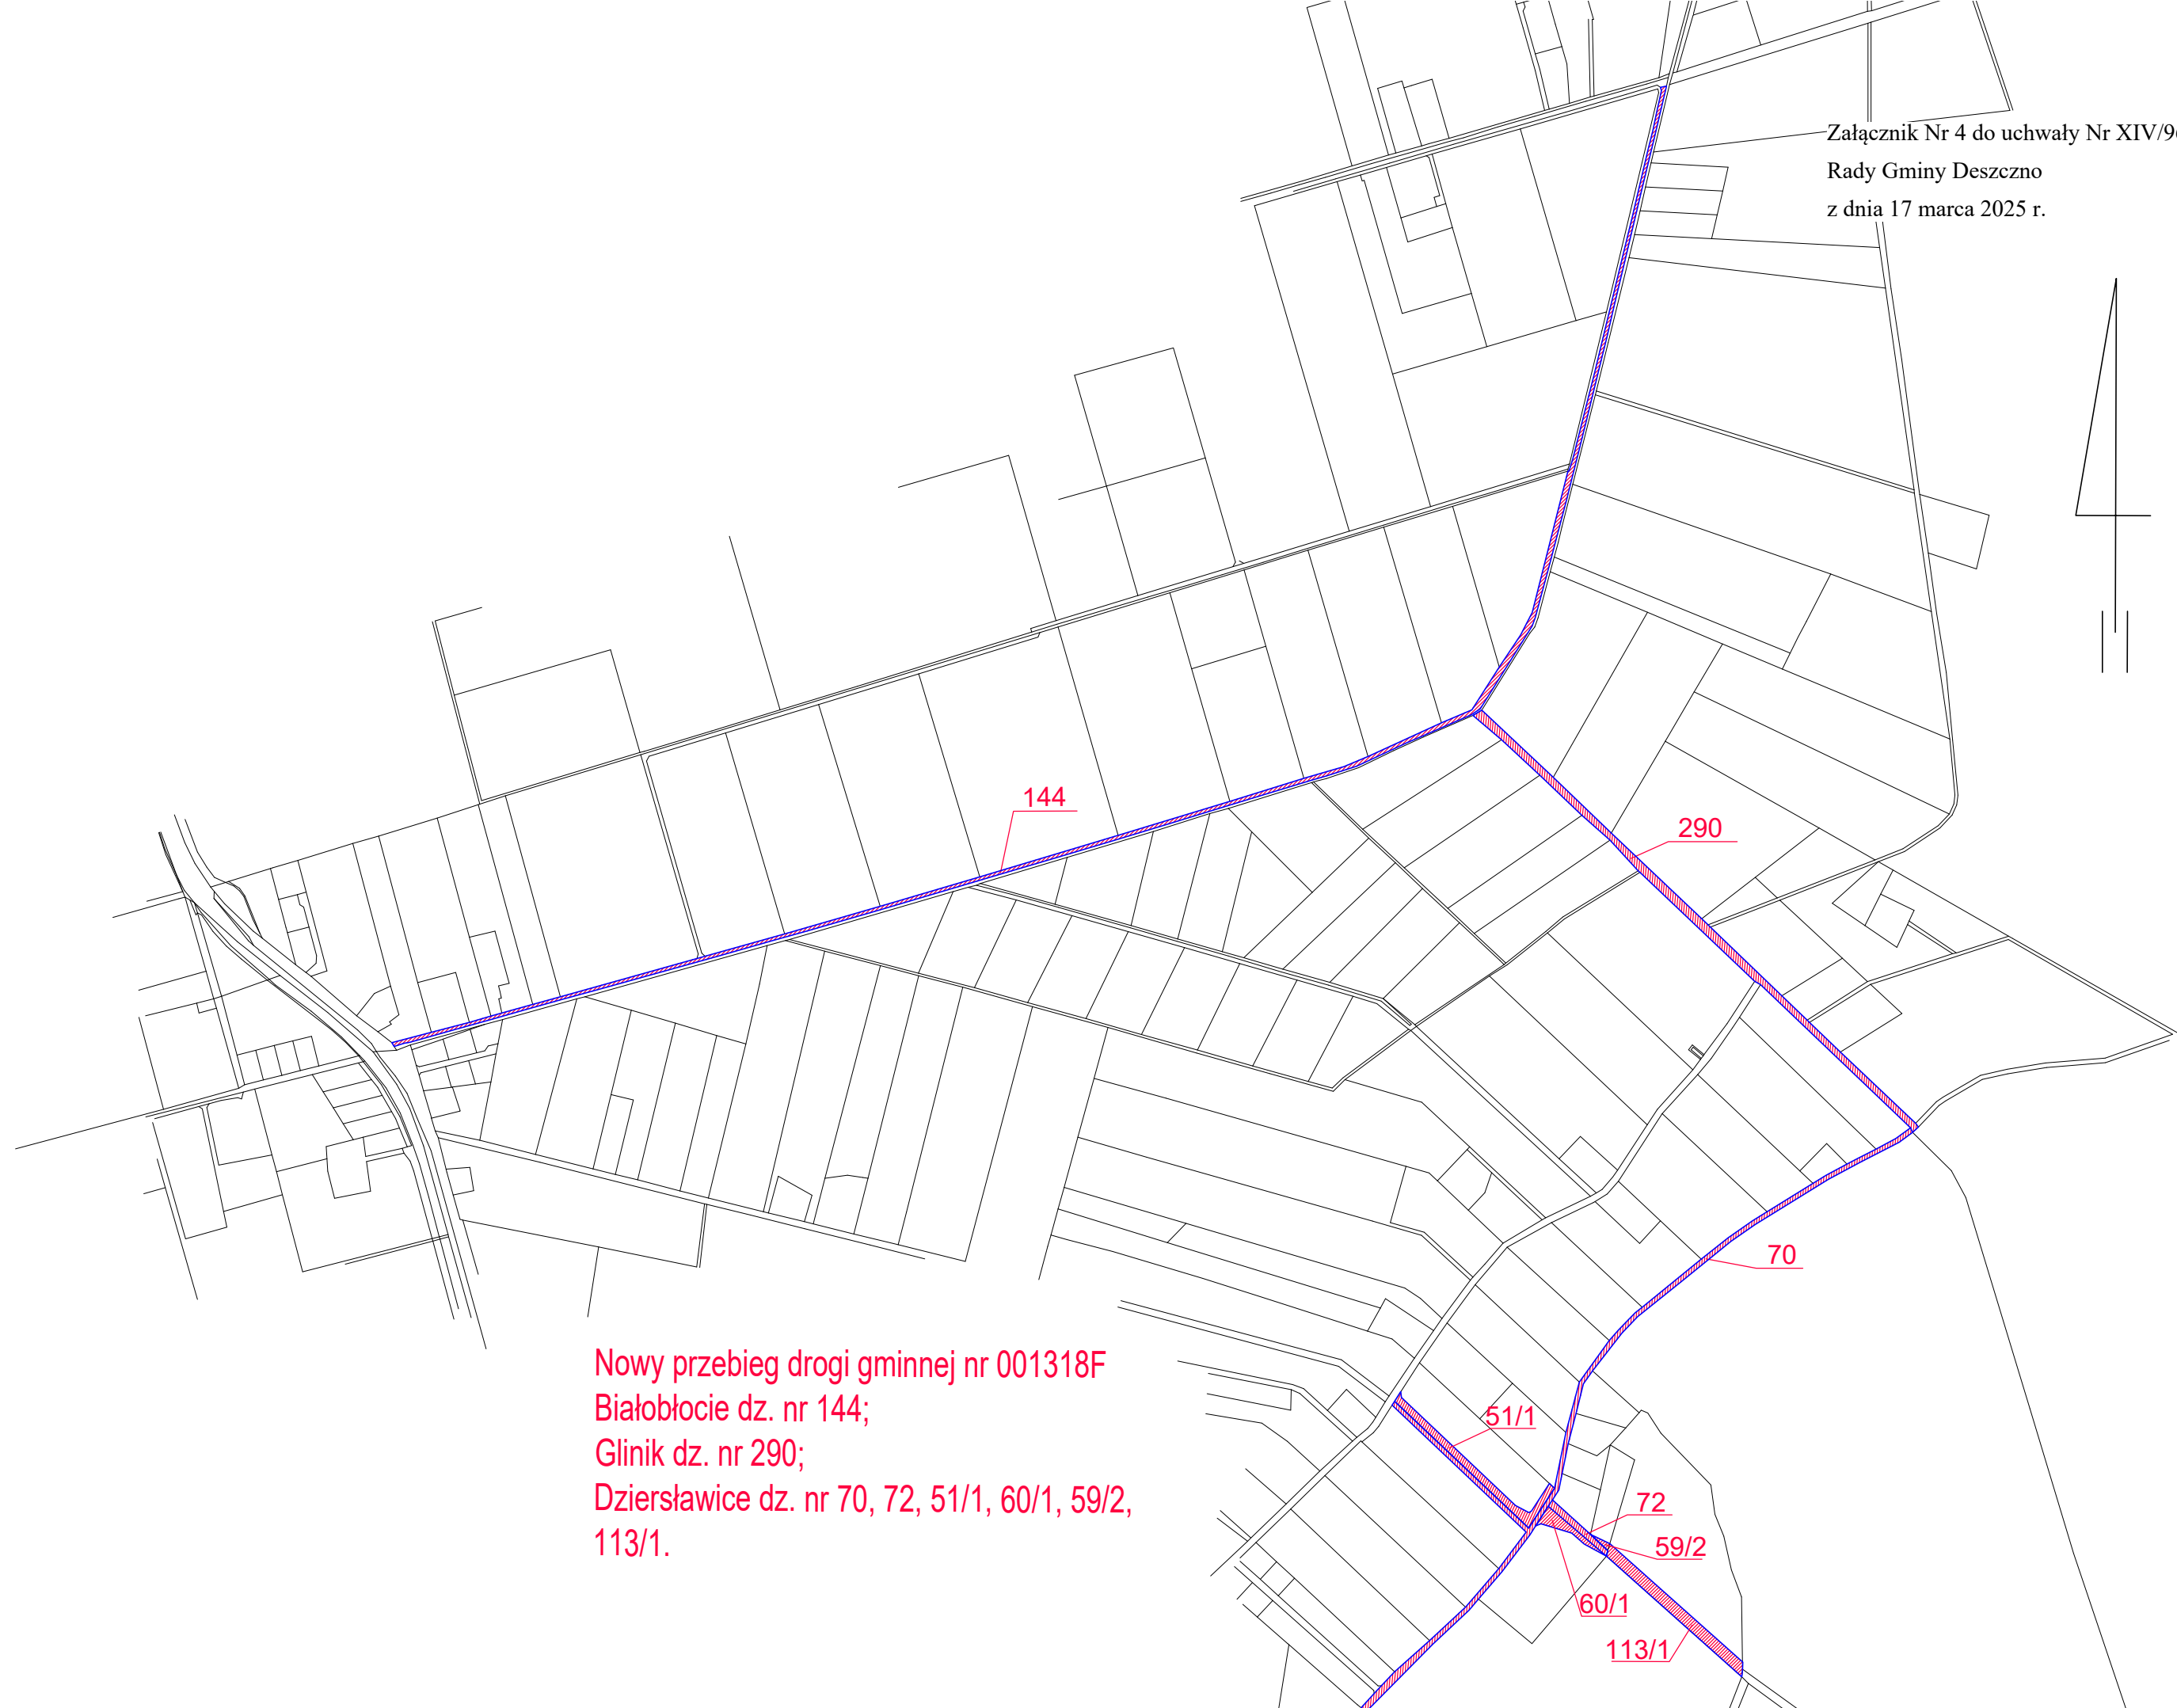 Załącznik Nr 4 do uchwały Nr XIV/
Rady Gminy Deszczno
z dnia 17 marca 2025 r.
144
290
70
Nowy przebieg drogi gminnej nr 001318F
Białobłocie dz. nr 144;
Glinik dz. nr 290;
Dziersławice dz. nr 70, 72, 51/1, 60/1, 59/2,
113/1.
51/1
72
59/2
60/1
113/1